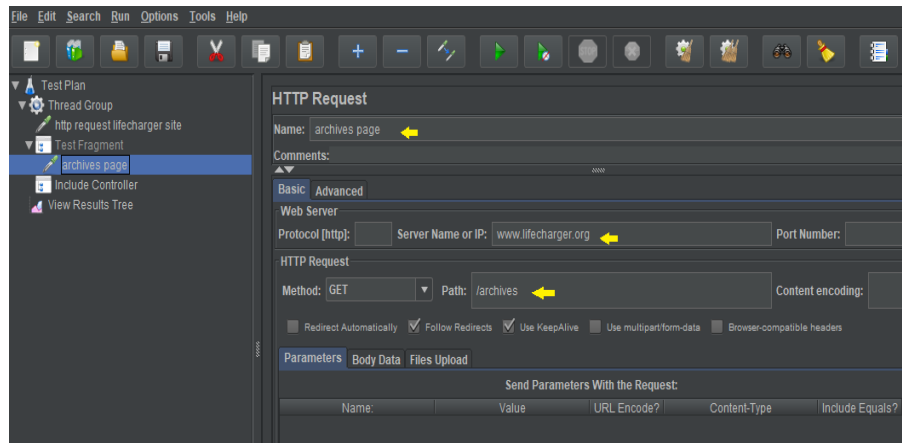 File Edit Search Run Options Tools Help
Test Plan
Thread Group
http request lifecharger site
Test Fragment
archives page
Include Controller
View Results Tree
HTTP Request
Name: archives page
Comments:
Basic Advanced
Web Server
Protocol [http]: Server Name or IP: www.lifecharger.org Port Number:
HTTP Request
Method: GET Path: /archives Content encoding:
Redirect Automatically Follow Redirects Use KeepAlive Use multipart/form-data Browser-compatible headers
Parameters Body Data Files Upload
Send Parameters With the Request:
Name: Value URL Encode? Content-Type Include Equals?